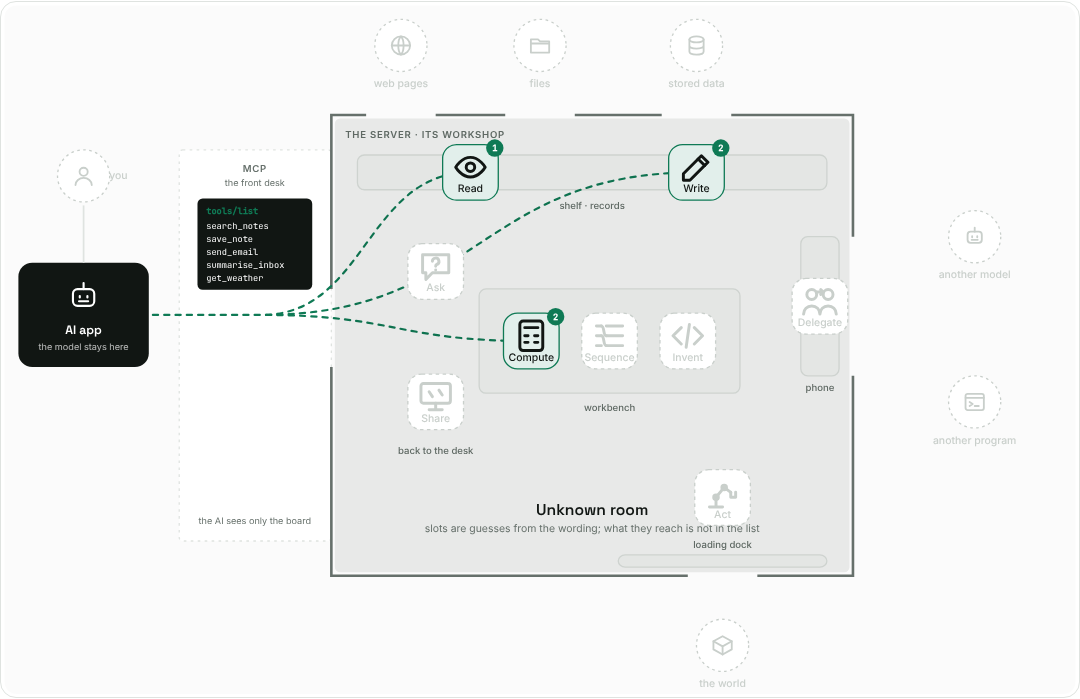 web pages
files
stored data
THE SERVER · ITS WORKSHOP
1
Read
2
Write
shelf · records
you
MCP
the front desk
tools/list
search_notes
save_note
send_email
summarise_inbox
get_weather
AI app
the model stays here
Ask
another model
Delegate
2
Compute
Sequence
Invent
phone
workbench
Share
back to the desk
another program
the AI sees only the board
Unknown room
slots are guesses from the wording; what they reach is not in the list
Act
loading dock
the world